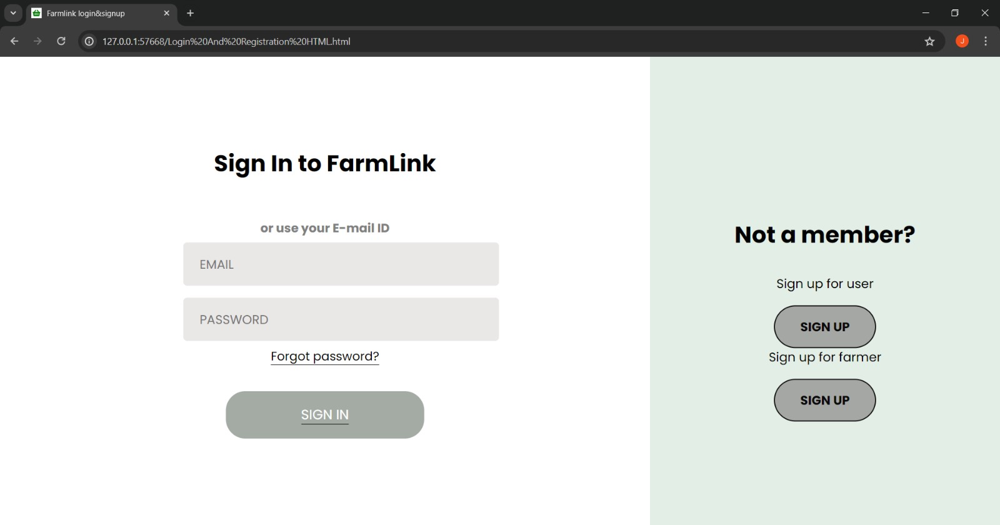 Farmlink login&signup
127.0.0.1:57668/Login%20And%20Registration%20HTML.html
J
Sign In to FarmLink
or use your E-mail ID
EMAIL
PASSWORD
Forgot password?
SIGN IN
Not a member?
Sign up for user
SIGN UP
Sign up for farmer
SIGN UP